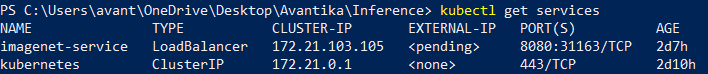 PS C:\Users\avant\OneDrive\Desktop\Avantika\Inference> kubectl get services
NAME TYPE CLUSTER-IP EXTERNAL-IP PORT(S) AGE
imagenet-service LoadBalancer 172.21.103.105 <pending> 8080:31163/TCP 2d7h
kubernetes ClusterIP 172.21.0.1 <none> 443/TCP 2d10h